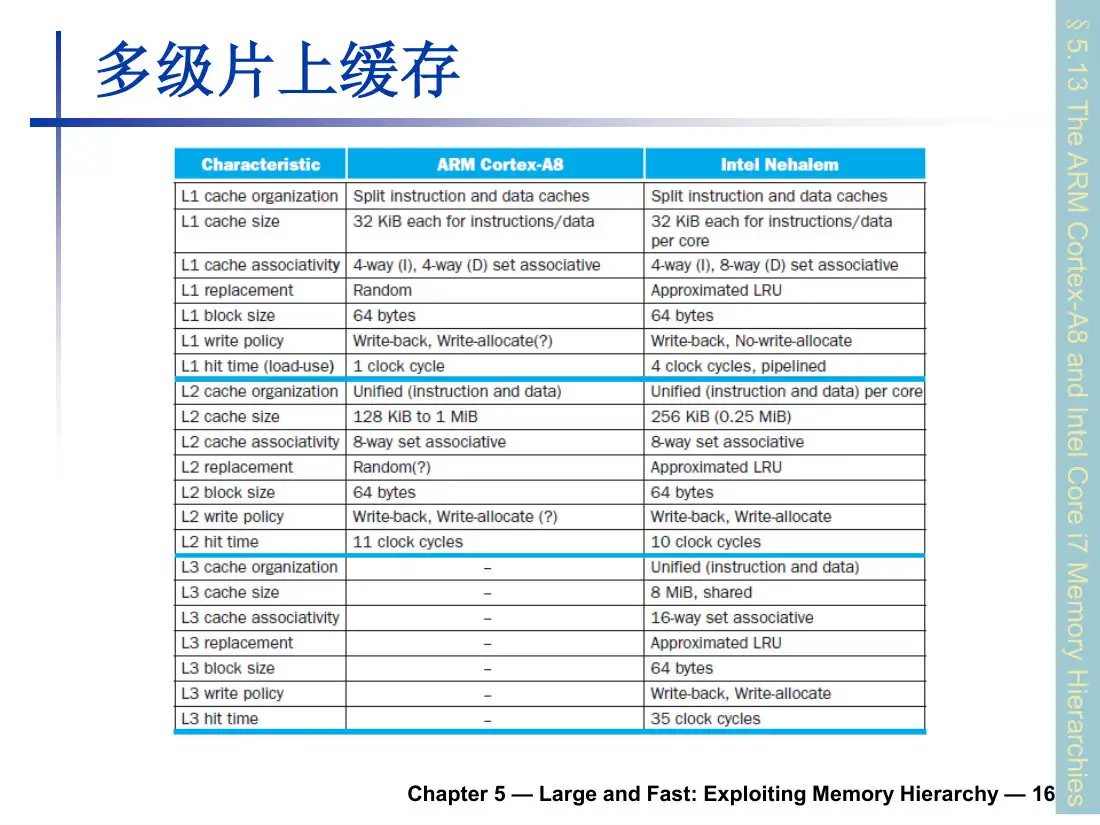 多级片上缓存
§5.13 The ARM Cortex-A8 and Intel Core i7 Memory Hierarchies
Characteristic ARM Cortex-A8 Intel Nehalem
L1 cache organization Split instruction and data caches Split instruction and data caches
L1 cache size 32 KiB each for instructions/data 32 KiB each for instructions/data
per core
L1 cache associativity 4-way (I), 4-way (D) set associative 4-way (I), 8-way (D) set associative
L1 replacement Random Approximated LRU
L1 block size 64 bytes 64 bytes
L1 write policy Write-back, Write-allocate(?) Write-back, No-write-allocate
L1 hit time (load-use) 1 clock cycle 4 clock cycles, pipelined
L2 cache organization Unified (instruction and data) Unified (instruction and data) per core
L2 cache size 128 KiB to 1 MiB 256 KiB (0.25 MiB)
L2 cache associativity 8-way set associative 8-way set associative
L2 replacement Random(?) Approximated LRU
L2 block size 64 bytes 64 bytes
L2 write policy Write-back, Write-allocate (?) Write-back, Write-allocate
L2 hit time 11 clock cycles 10 clock cycles
L3 cache organization – Unified (instruction and data)
L3 cache size – 8 MiB, shared
L3 cache associativity – 16-way set associative
L3 replacement – Approximated LRU
L3 block size – 64 bytes
L3 write policy – Write-back, Write-allocate
L3 hit time – 35 clock cycles
Chapter 5 — Large and Fast: Exploiting Memory Hierarchy — 16